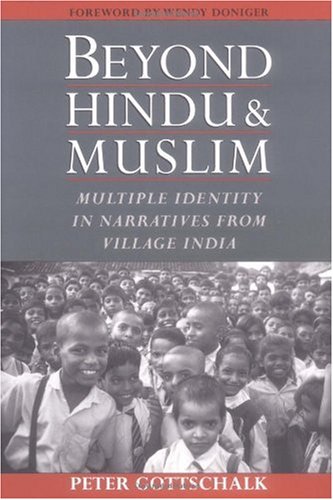 FOREWORD BY WENDY DONIGER
BEYOND
HINDU &
MUSLIM
MULTIPLE IDENTITY
IN NARRATIVES FROM
VILLAGE INDIA
PETER GOTTSCHALK